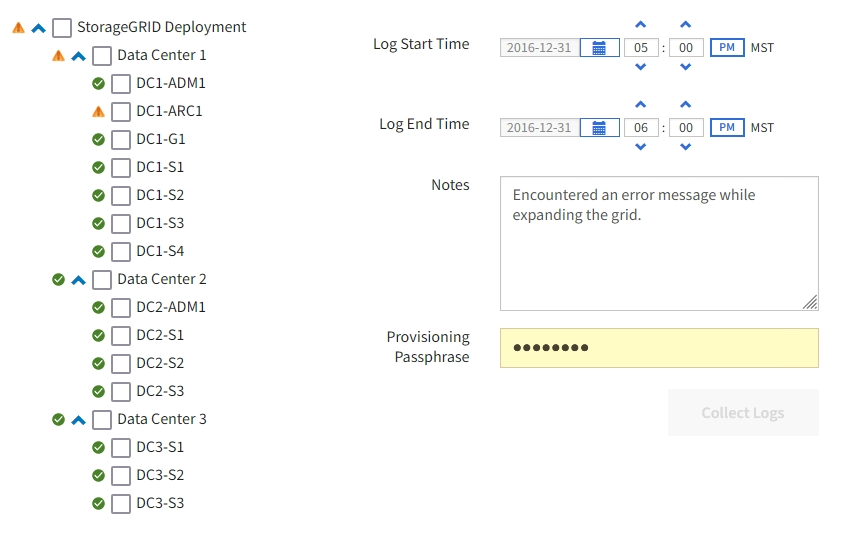 StorageGRID Deployment
Data Center 1
DC1-ADM1
DC1-ARC1
DC1-G1
DC1-S1
DC1-S2
DC1-S3
DC1-S4
Data Center 2
DC2-ADM1
DC2-S1
DC2-S2
DC2-S3
Data Center 3
DC3-S1
DC3-S2
DC3-S3
Log Start Time 2016-12-31 05 : 00 PM MST
Log End Time 2016-12-31 06 : 00 PM MST
Notes
Encountered an error message while
expanding the grid.
Provisioning
Passphrase
••••••••
Collect Logs